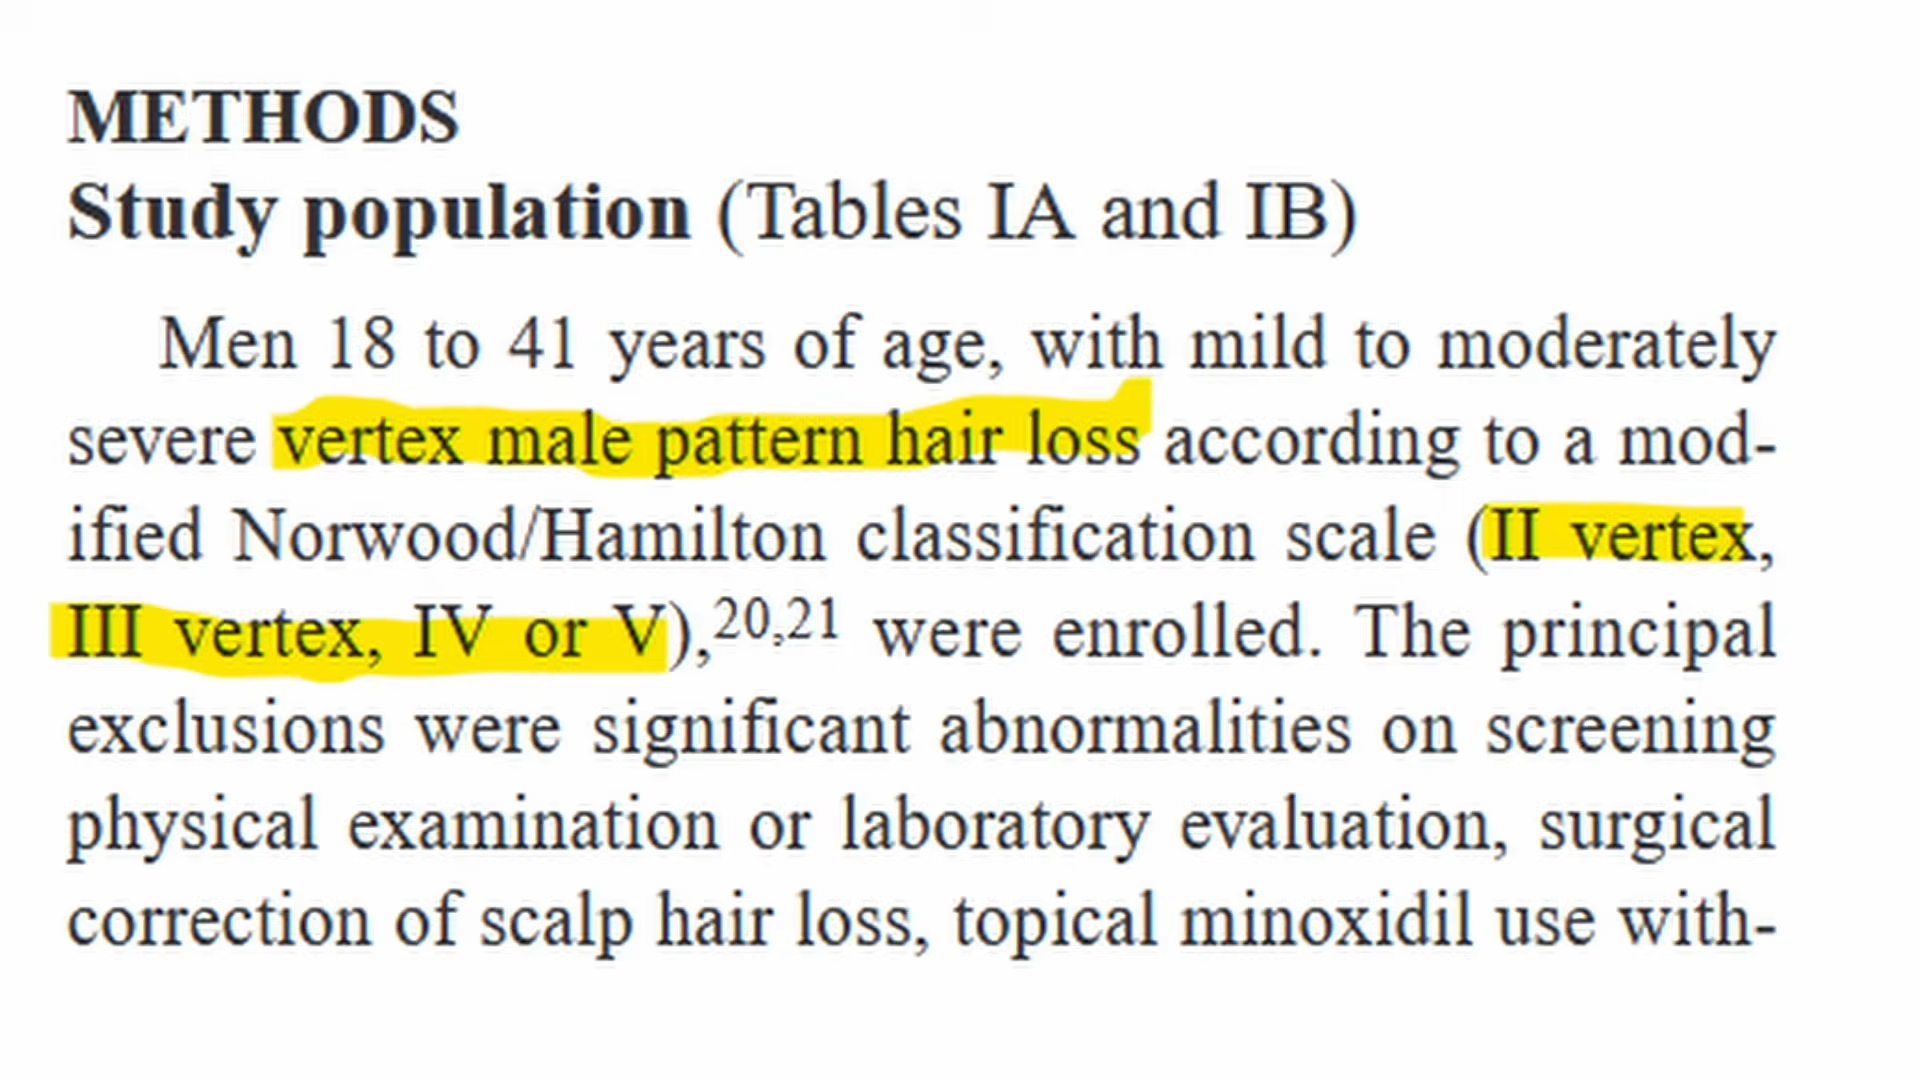 METHODS
Study population (Tables IA and IB)
Men 18 to 41 years of age, with mild to moderately
severe vertex male pattern hair loss according to a mod-
ified Norwood/Hamilton classification scale (II vertex,
III vertex, IV or V),20,21 were enrolled. The principal
exclusions were significant abnormalities on screening
physical examination or laboratory evaluation, surgical
correction of scalp hair loss, topical minoxidil use with-